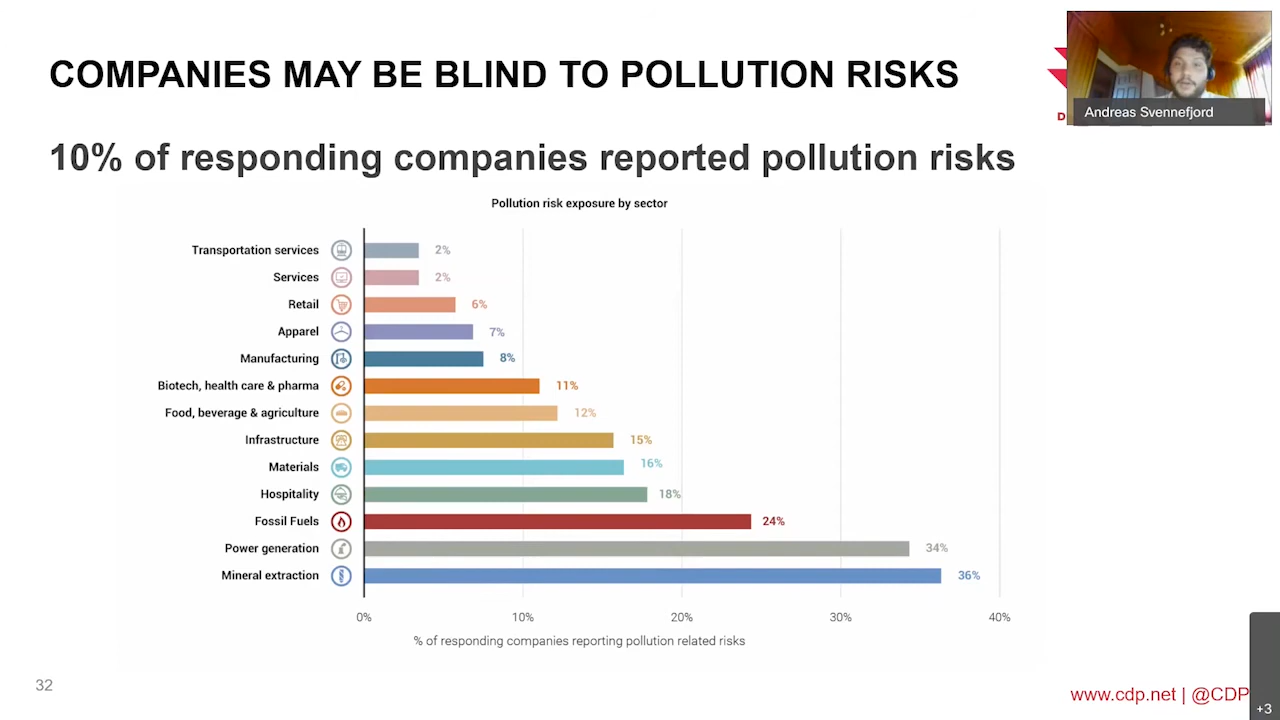 COMPANIES MAY BE BLIND TO POLLUTION RISKS
D
Andreas Svennefjord
10% of responding companies reported pollution risks
Pollution risk exposure by sector
Transportation services 2%
Services 2%
Retail 6%
Apparel 7%
Manufacturing 8%
Biotech, health care & pharma 11%
Food, beverage & agriculture 12%
Infrastructure 15%
Materials 16%
Hospitality 18%
Fossil Fuels 24%
Power generation 34%
Mineral extraction 36%
0% 10% 20% 30% 40%
% of responding companies reporting pollution related risks
32
www.cdp.net | @CDP
+3